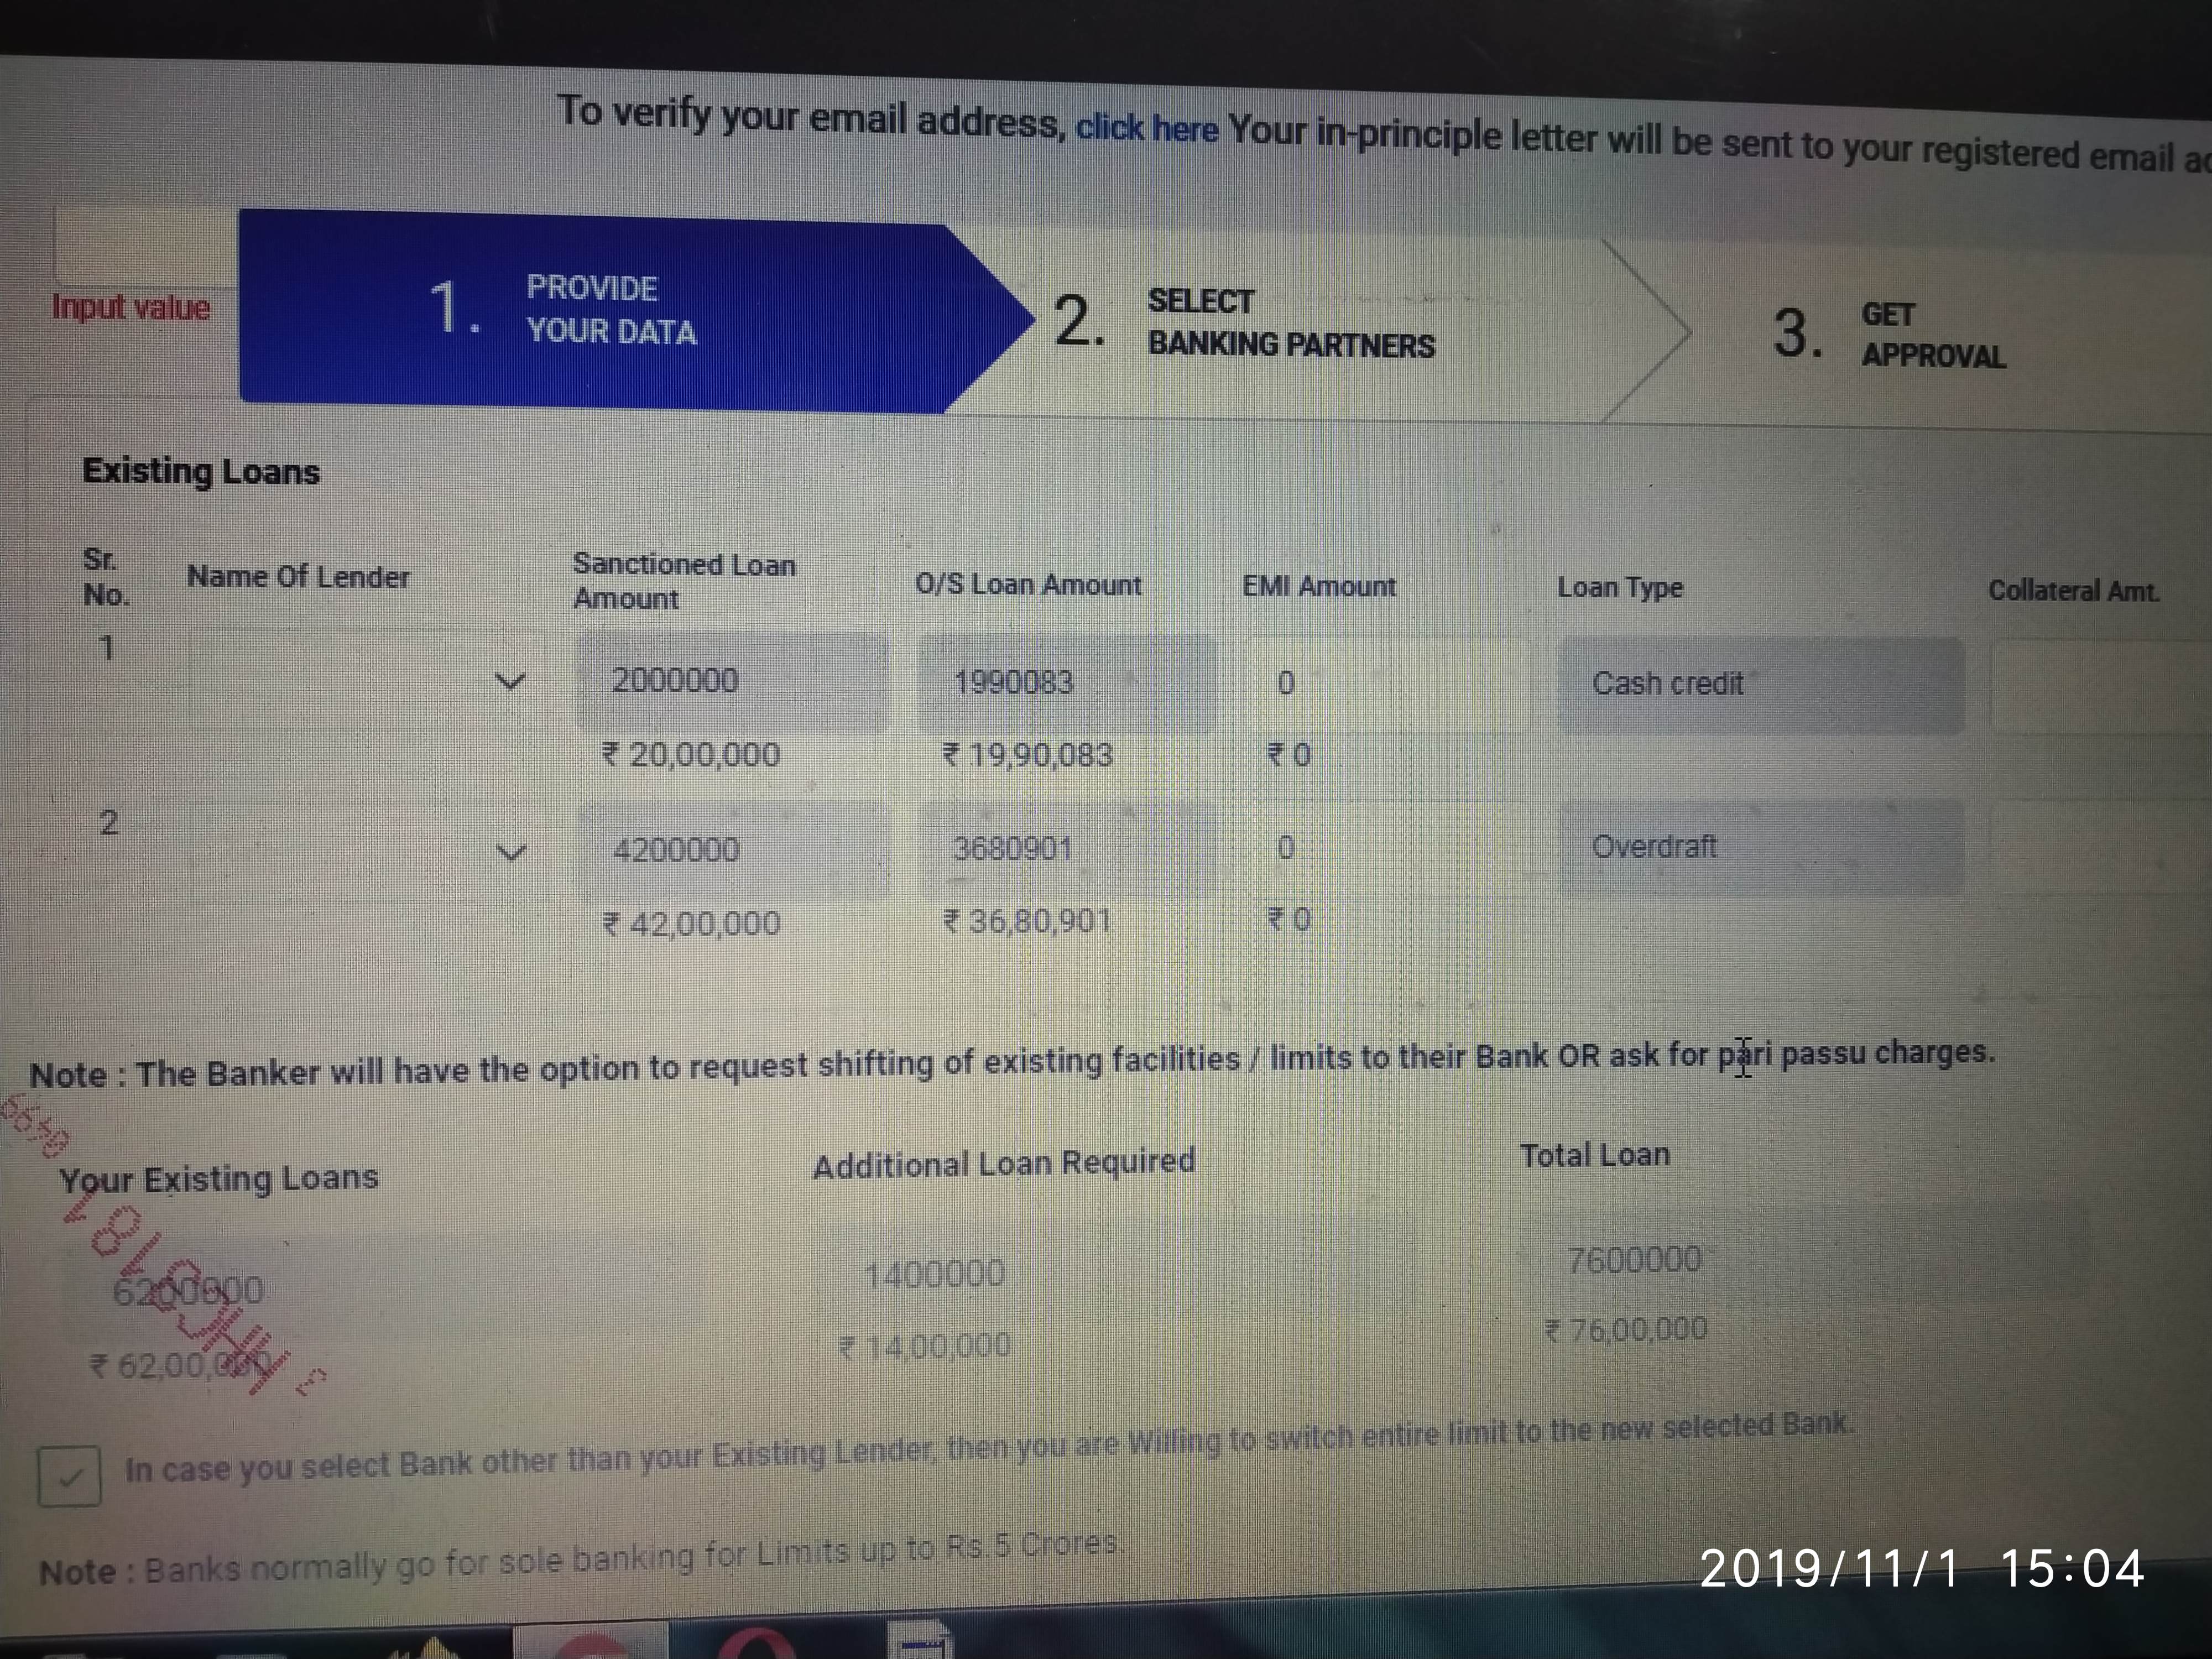 To verify your email address, click here Your in-principle letter will be sent to your registered email
Input value
1. PROVIDE YOUR DATA
2. SELECT BANKING PARTNERS
3. GET APPROVAL
Existing Loans
Sr. No. Name Of Lender Sanctioned Loan Amount O/S Loan Amount EMI Amount Loan Type Collateral Amt.
1 2000000 1990083 0 Cash credit
₹ 20,00,000 ₹ 19,90,083 ₹ 0
2 4200000 3680901 0 Overdraft
₹ 42,00,000 ₹ 36,80,901 ₹ 0
Note : The Banker will have the option to request shifting of existing facilities / limits to their Bank OR ask for pari passu charges.
Your Existing Loans Additional Loan Required Total Loan
6200000 1400000 7600000
₹ 62,00,000 ₹ 14,00,000 ₹ 76,00,000
In case you select Bank other than your Existing Lender, then you are Willing to switch entire limit to the new selected Bank.
Note : Banks normally go for sole banking for Limits up to Rs.5 Crores.
2019/11/1 15:04